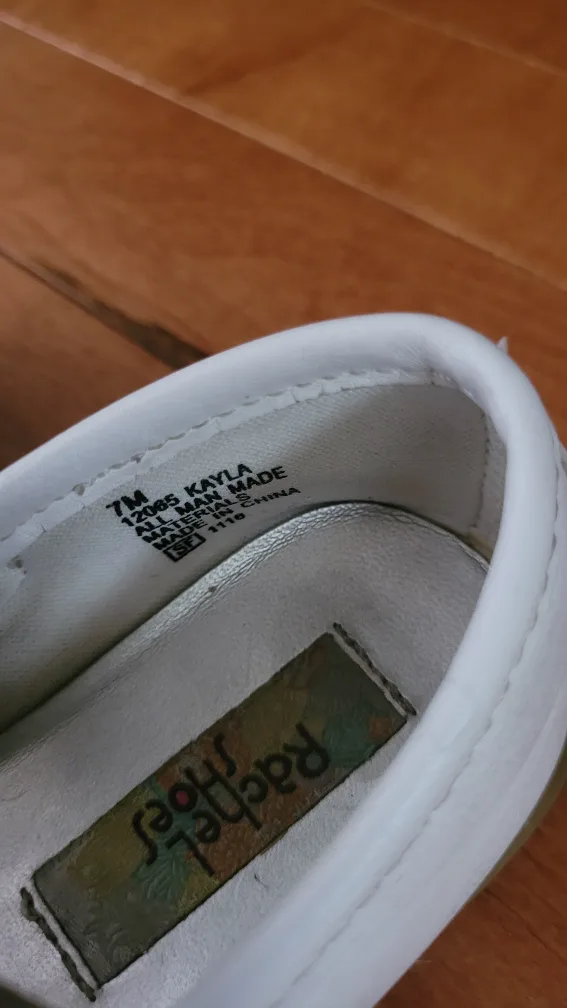 7M
12065 KAYLA
ALL MAN MADE
MATERIALS
MADE IN CHINA
SF 1116
Rachel
SHOES